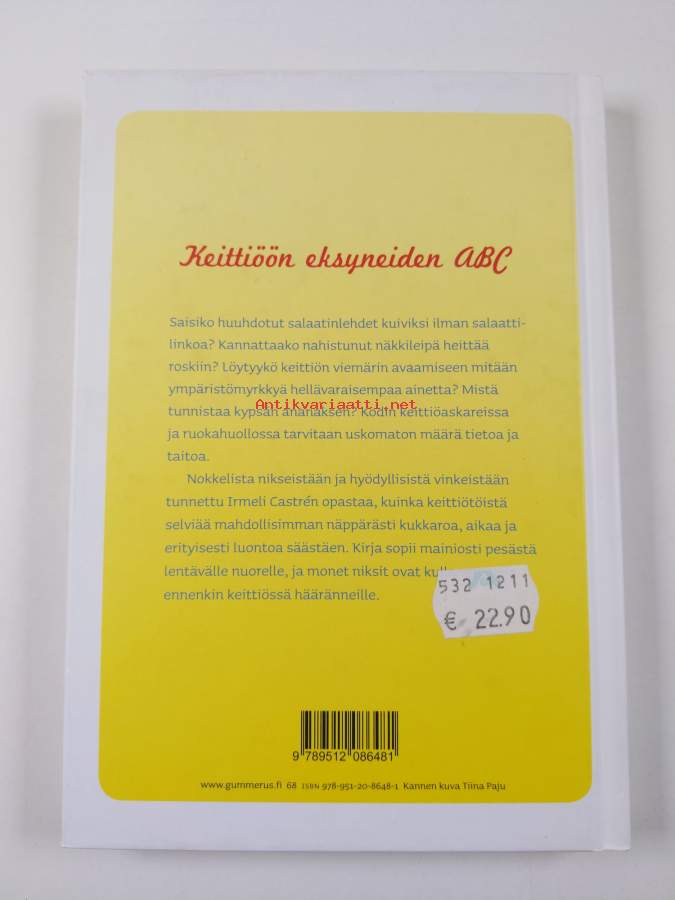 Keittiöön eksyneiden ABC
Saisiko huuhdotut salaatinlehdet kuiviksi ilman salaatti-
linkoa? Kannattaako nahistunut näkkileipä heittää
roskiin? Löytyykö keittiön viemärin avaamiseen mitään
ympäristömyrkkyä hellävaraisempaa ainetta? Mistä
Antikvariaatti.net
tunnistaa kypsän ananaksen? Kodin keittiöaskareissa
ja ruokahuollossa tarvitaan uskomaton määrä tietoa ja
taitoa.
Nokkelista nikseistään ja hyödyllisistä vinkeistään
tunnettu Irmeli Castrén opastaa, kuinka keittiötöistä
selviää mahdollisimman näppärästi kukkaroa, aikaa ja
erityisesti luontoa säästäen. Kirja sopii mainiosti pesästä
lentävälle nuorelle, ja monet niksit ovat
ennenkin keittiössä hääränneille.
532 1211
€ 22.90
9 789512 086481
www.gummerus.fi 68 ISBN 978-951-20-8648-1 Kannen kuva Tiina Paju